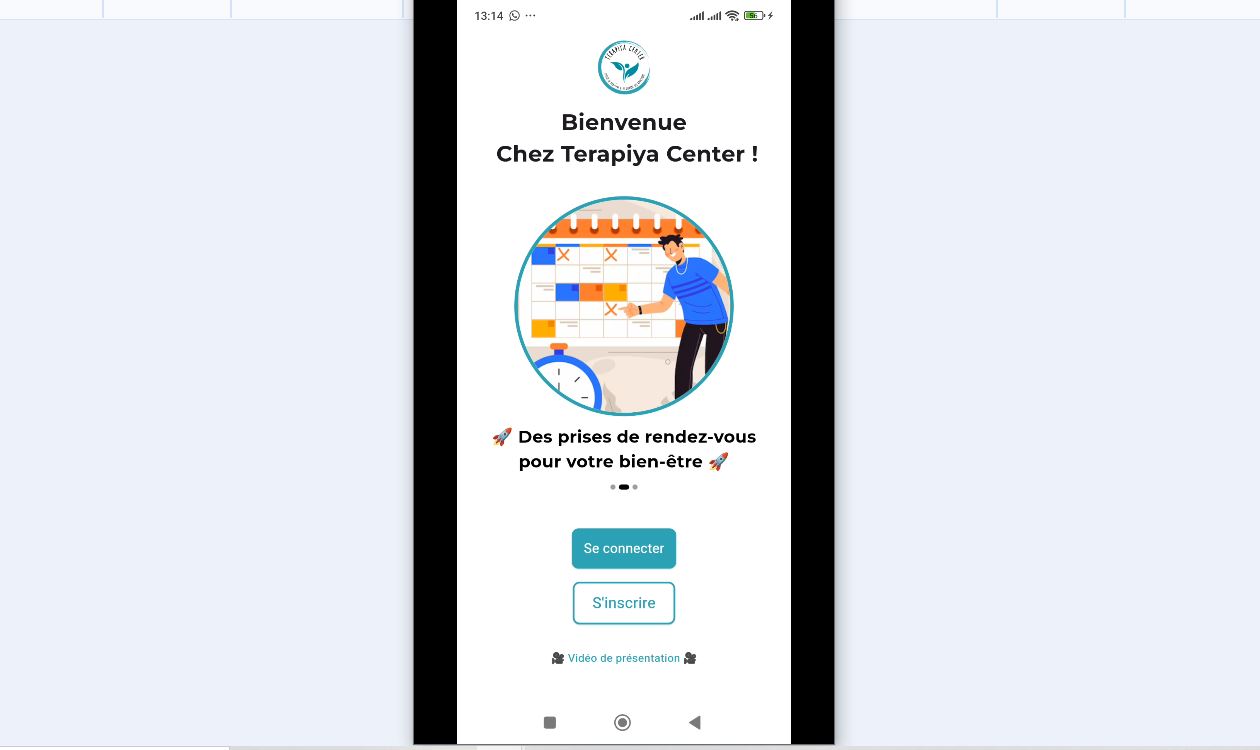 13:14
56
TERAPIYA CENTER
Bienvenue
Chez Terapiya Center !
🚀 Des prises de rendez-vous
pour votre bien-être 🚀
Se connecter
S'inscrire
🎥 Vidéo de présentation 🎥